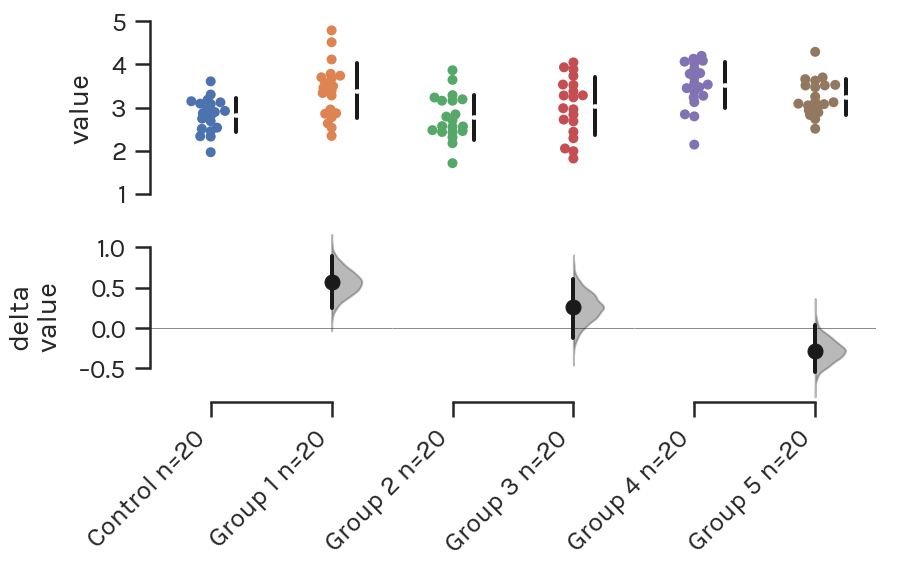 5
4
3
2
1
value
1.0
0.5
0.0
-0.5
delta
value
Control n=20
Group 1 n=20
Group 2 n=20
Group 3 n=20
Group 4 n=20
Group 5 n=20